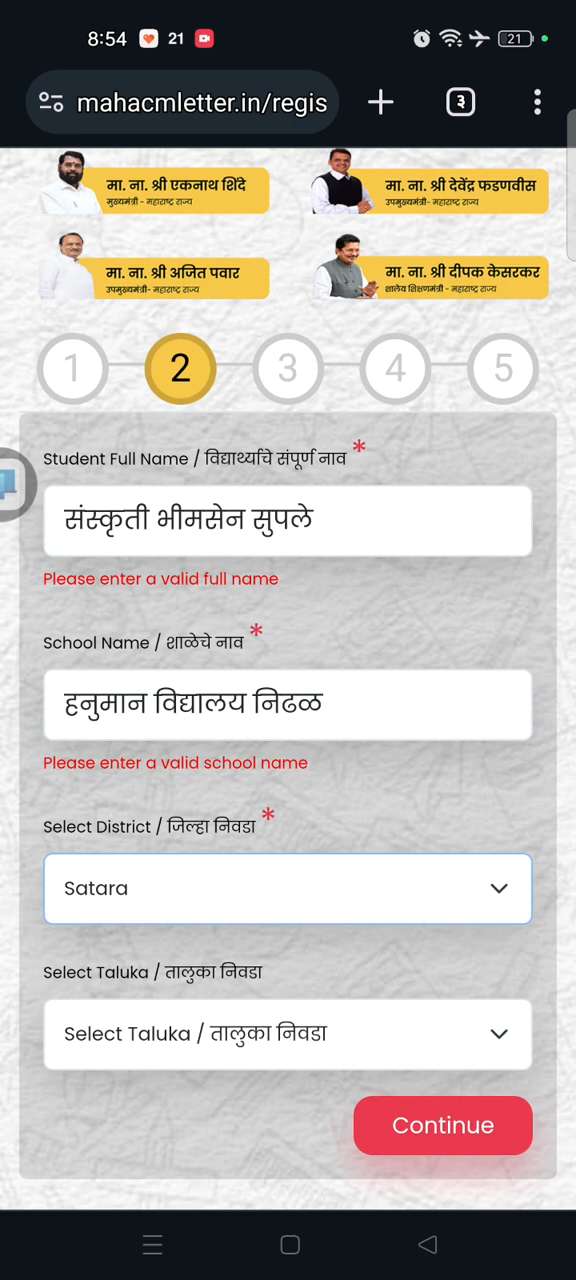 8:54
21
21
mahacmletter.in/regis
३
मा. ना. श्री एकनाथ शिंदे
मुख्यमंत्री - महाराष्ट्र राज्य
मा. ना. श्री देवेंद्र फडणवीस
उपमुख्यमंत्री- महाराष्ट्र राज्य
मा. ना. श्री अजित पवार
उपमुख्यमंत्री- महाराष्ट्र राज्य
मा. ना. श्री दीपक केसरकर
शालेय शिक्षणमंत्री - महाराष्ट्र राज्य
1 2 3 4 5
Student Full Name / विद्यार्थ्याचे संपूर्ण नाव *
संस्कृती भीमसेन सुपले
Please enter a valid full name
School Name / शाळेचे नाव *
हनुमान विद्यालय निढळ
Please enter a valid school name
Select District / जिल्हा निवडा *
Satara
Select Taluka / तालुका निवडा
Select Taluka / तालुका निवडा
Continue